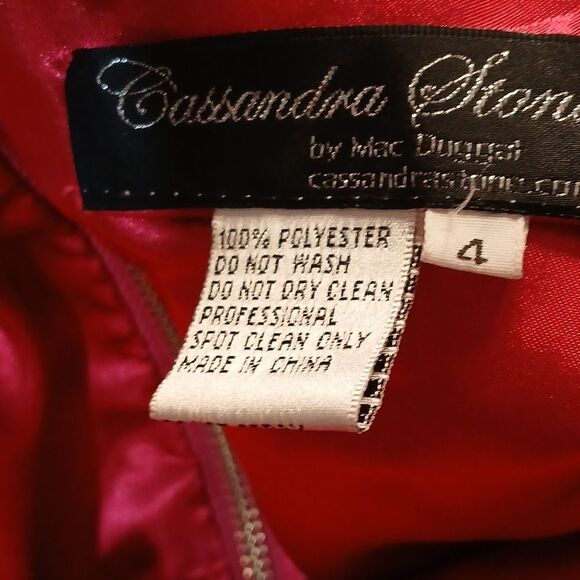 Cassandra Ston
by Mac Duggal
cassandrastone.com
4
100% POLYESTER
DO NOT WASH
DO NOT DRY CLEAN
PROFESSIONAL
SPOT CLEAN ONLY
MADE IN CHINA